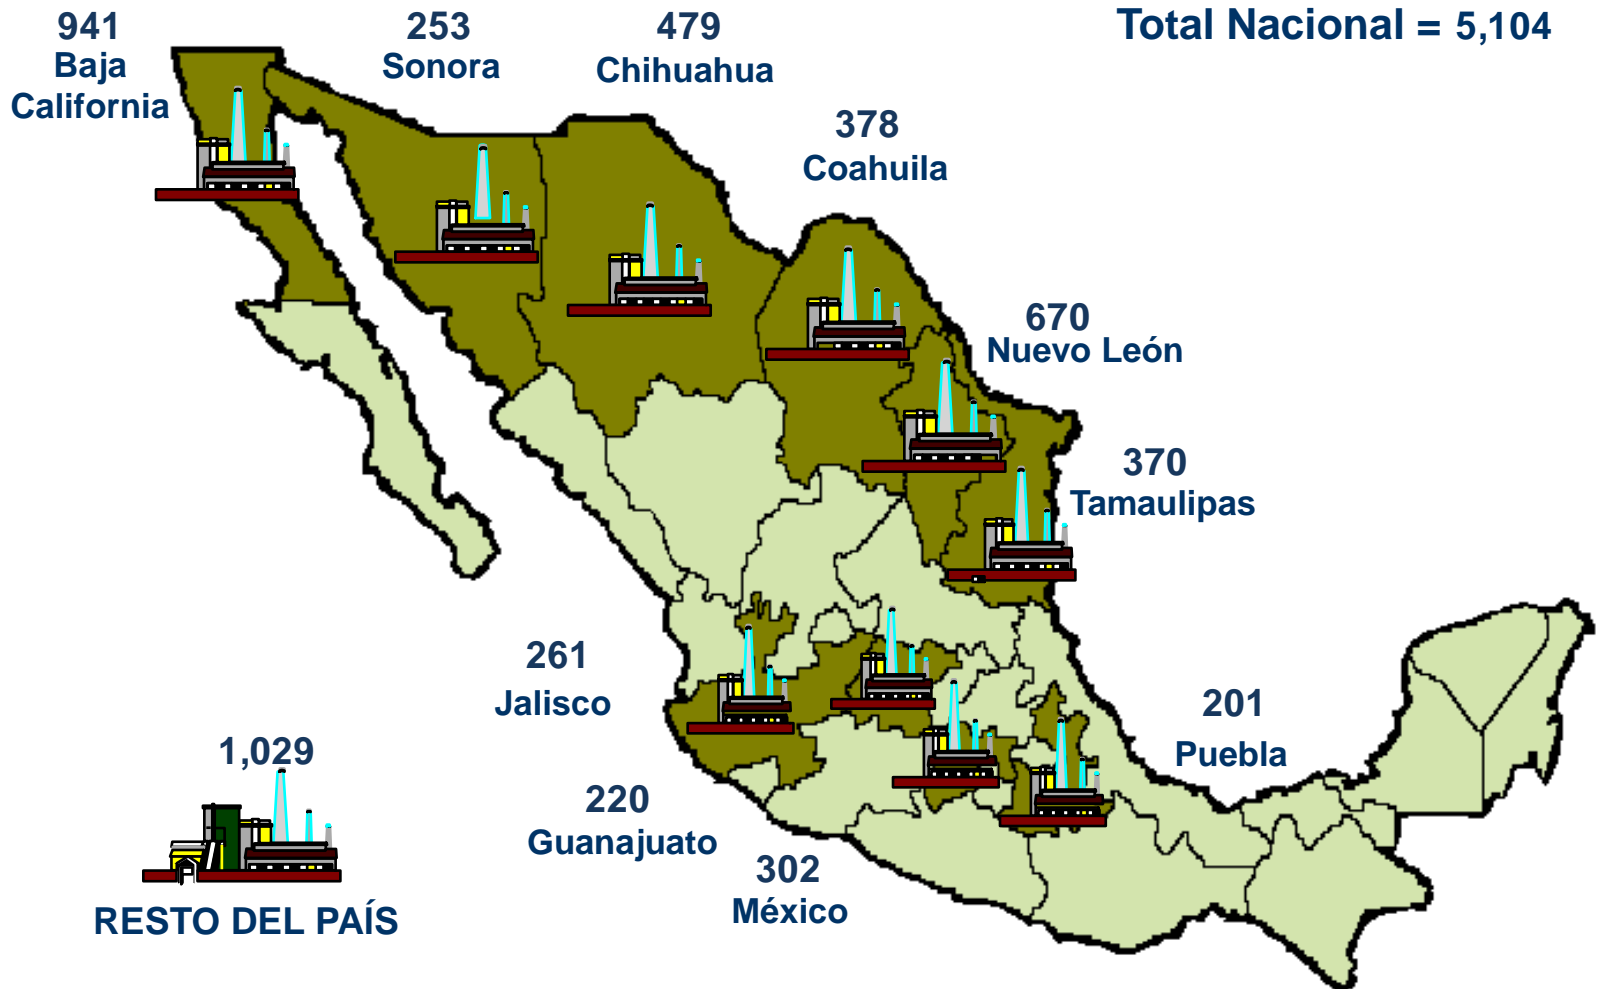 941
Baja
California
253
Sonora
479
Chihuahua
Total Nacional = 5,104
378
Coahuila
670
Nuevo León
370
Tamaulipas
261
Jalisco
201
Puebla
1,029
RESTO DEL PAÍS
220
Guanajuato
302
México